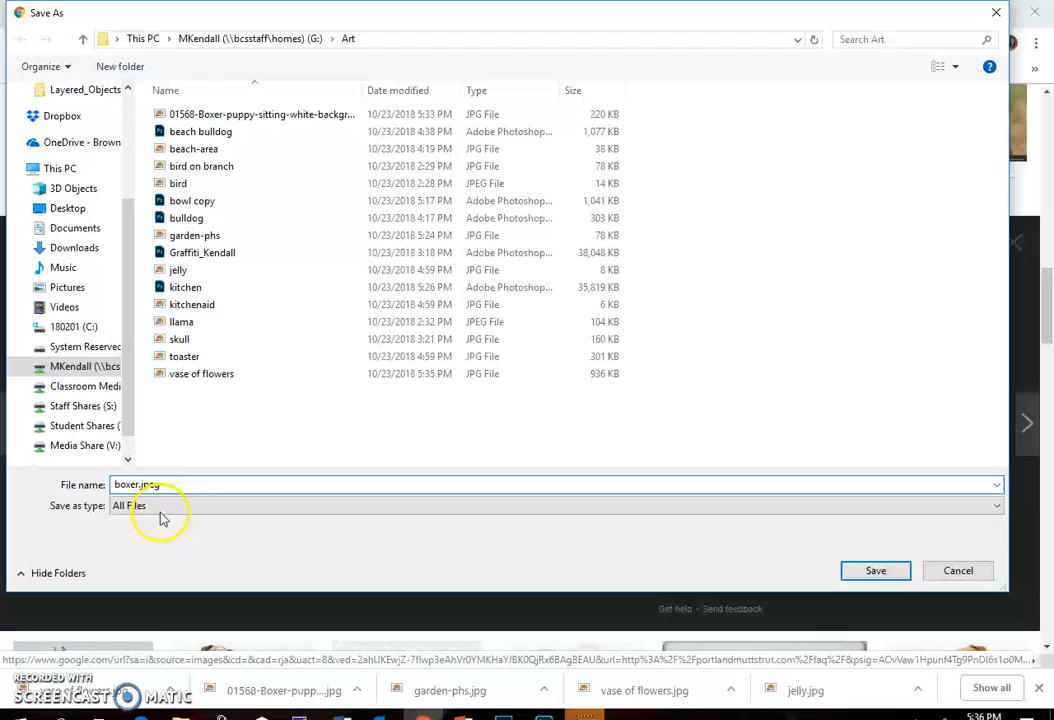 Save As
This PC > MKendall (\\bcsstaff\homes) (G:) > Art
Search Art
Organize
New folder
Name Date modified Type Size
Layered_Objects
Dropbox
OneDrive - Brown
This PC
3D Objects
Desktop
Documents
Downloads
Music
Pictures
Videos
180201 (C:)
System Reserved
MKendall (\\bcs
Classroom Medi
Staff Shares (S:)
Student Shares (
Media Share (V:)
01568-Boxer-puppy-sitting-white-backgr... 10/23/2018 5:33 PM JPG File 220 KB
beach bulldog 10/23/2018 4:38 PM Adobe Photoshop... 1,077 KB
beach-area 10/23/2018 4:19 PM JPG File 38 KB
bird on branch 10/23/2018 2:29 PM JPG File 78 KB
bird 10/23/2018 2:28 PM JPEG File 14 KB
bowl copy 10/23/2018 5:17 PM Adobe Photoshop... 1,041 KB
bulldog 10/23/2018 4:17 PM Adobe Photoshop... 303 KB
garden-phs 10/23/2018 5:24 PM JPG File 78 KB
Graffiti_Kendall 10/23/2018 3:18 PM Adobe Photoshop... 38,048 KB
jelly 10/23/2018 4:59 PM JPG File 8 KB
kitchen 10/23/2018 5:26 PM Adobe Photoshop... 35,819 KB
kitchenaid 10/23/2018 4:59 PM JPG File 6 KB
llama 10/23/2018 2:32 PM JPEG File 104 KB
skull 10/23/2018 3:21 PM JPG File 160 KB
toaster 10/23/2018 4:59 PM JPG File 301 KB
vase of flowers 10/23/2018 5:35 PM JPG File 936 KB
File name: boxer.jpeg
Save as type: All Files
Hide Folders
Save
Cancel
Get help - Send feedback
RECORDED WITH
SCREENCAST MATIC
01568-Boxer-pupp....jpg
garden-phs.jpg
vase of flowers.jpg
jelly.jpg
Show all
5:36 PM